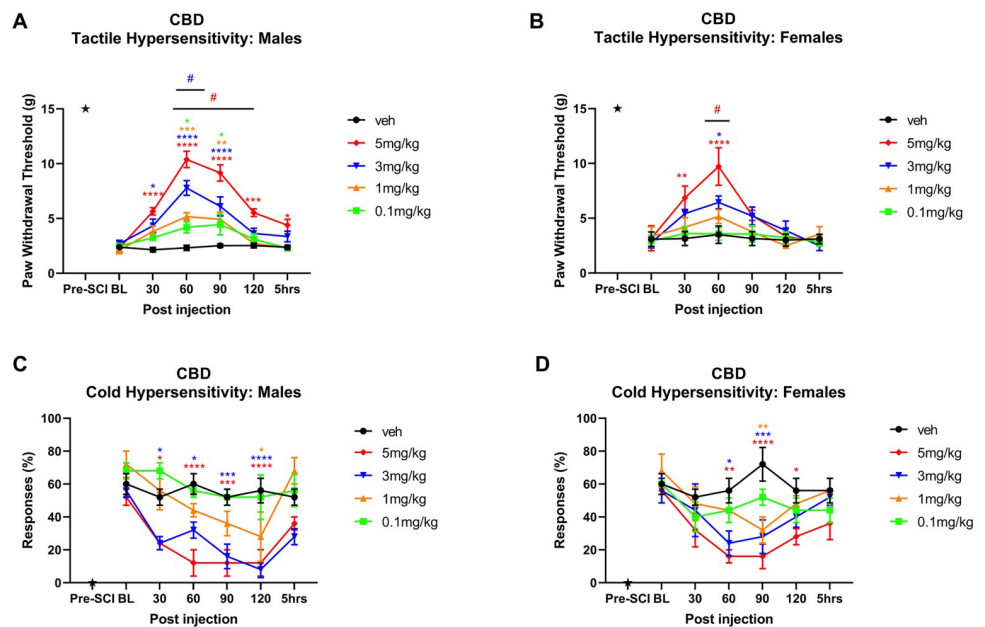 A
CBD
Tactile Hypersensitivity: Males
#
#
Paw Withdrawal Threshold (g)
15
10
5
0
*
***
****
****
*
**
****
****
*
****
***
*
Pre-SCI BL 30 60 90 120 5hrs
Post injection
veh
5mg/kg
3mg/kg
1mg/kg
0.1mg/kg
B
CBD
Tactile Hypersensitivity: Females
#
Paw Withdrawal Threshold (g)
15
10
5
0
**
*
****
Pre-SCI BL 30 60 90 120 5hrs
Post injection
veh
5mg/kg
3mg/kg
1mg/kg
0.1mg/kg
C
CBD
Cold Hypersensitivity: Males
Responses (%)
100
80
60
40
20
0
*
*
*
****
***
***
*
****
****
Pre-SCI BL 30 60 90 120 5hrs
Post injection
veh
5mg/kg
3mg/kg
1mg/kg
0.1mg/kg
D
CBD
Cold Hypersensitivity: Females
Responses (%)
100
80
60
40
20
0
*
**
**
***
****
*
Pre-SCI BL 30 60 90 120 5hrs
Post injection
veh
5mg/kg
3mg/kg
1mg/kg
0.1mg/kg